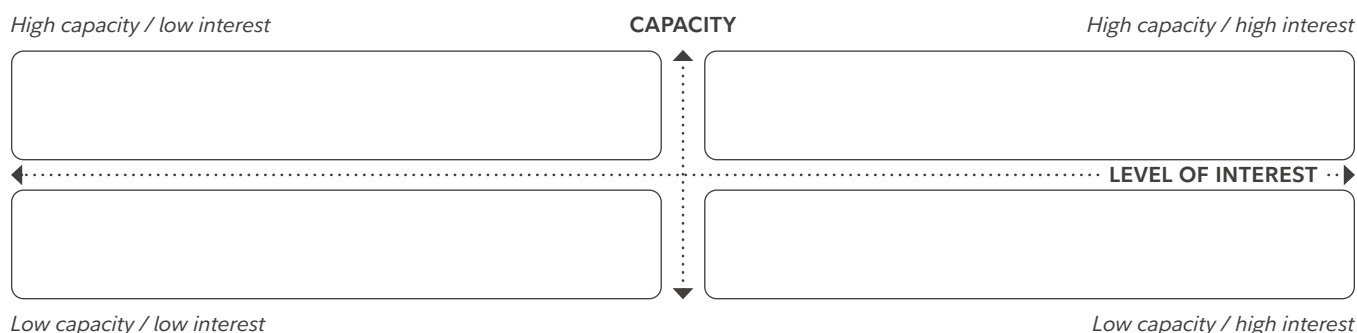 High capacity / low interest
CAPACITY
High capacity / high interest
LEVEL OF INTEREST
Low capacity / low interest
Low capacity / high interest